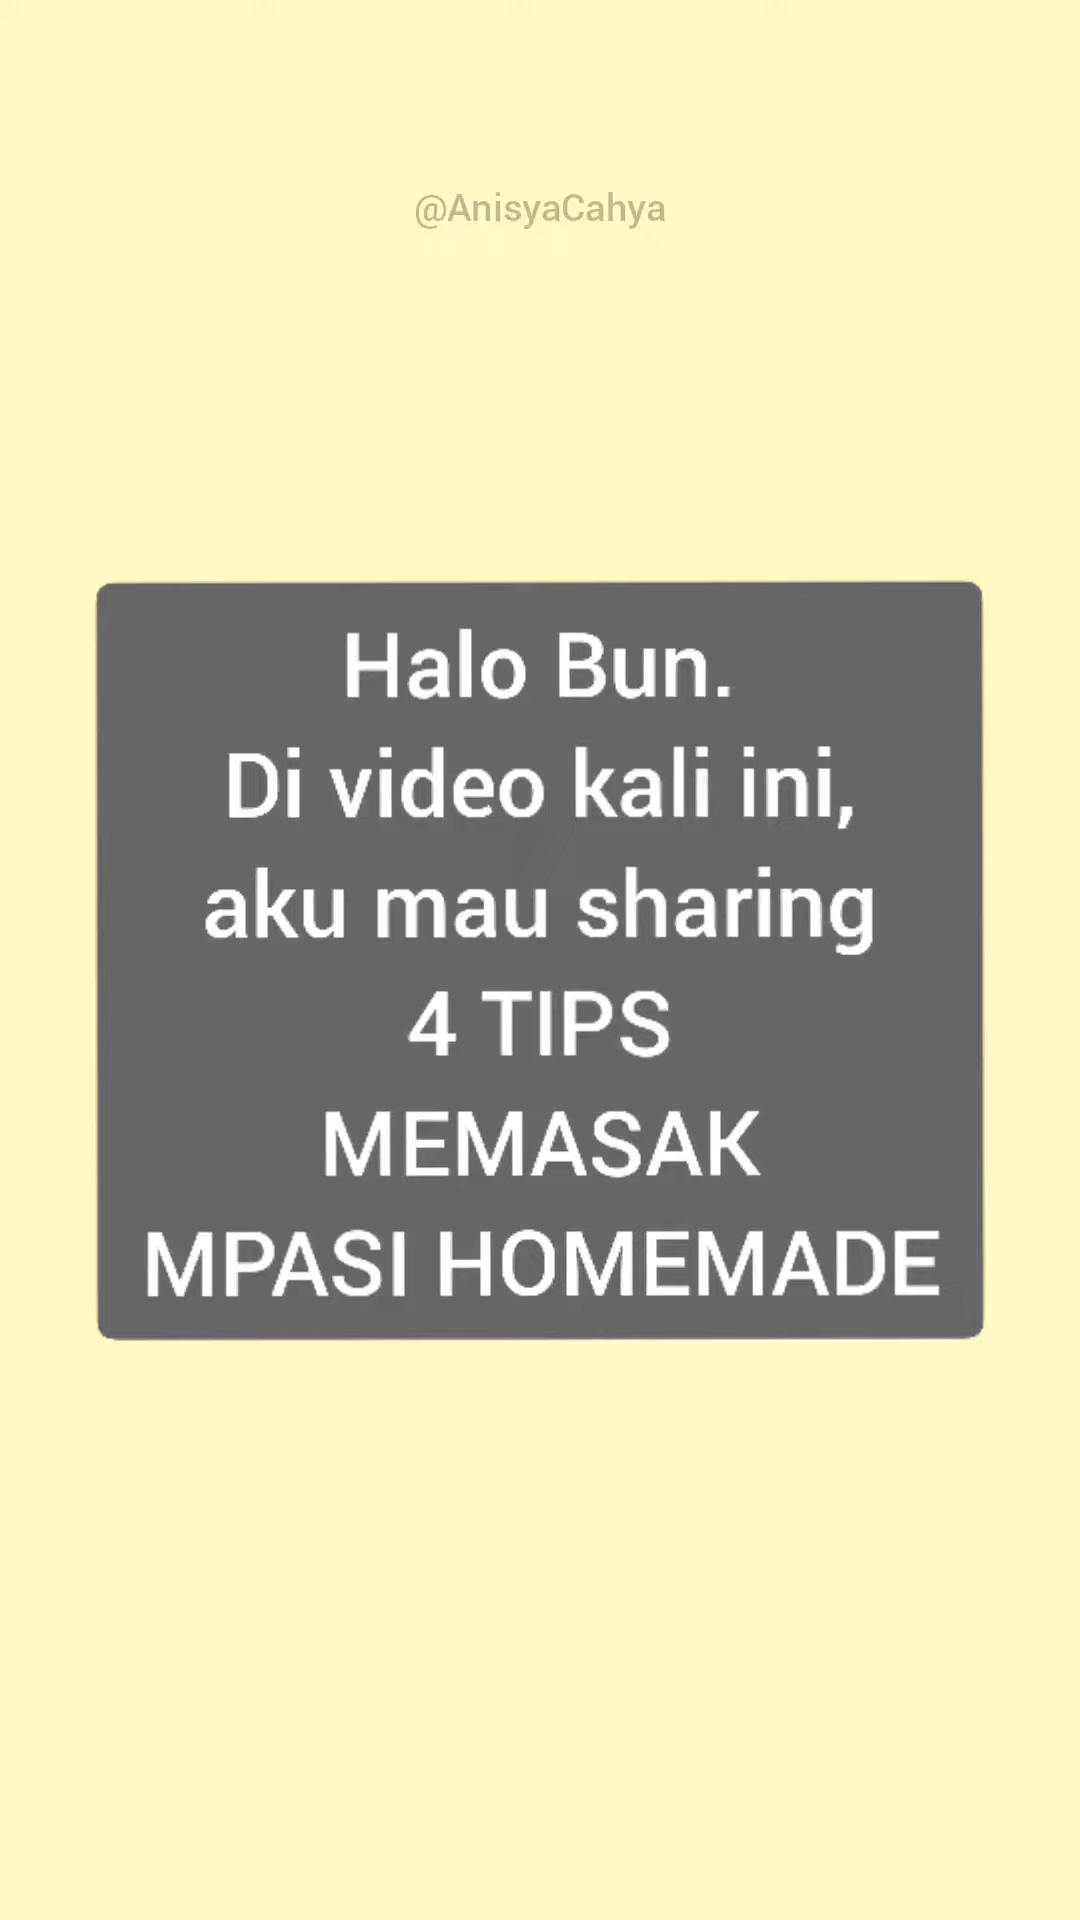 @AnisyaCahya
Halo Bun.
Di video kali ini,
aku mau sharing
4 TIPS
MEMASAK
MPASI HOMEMADE